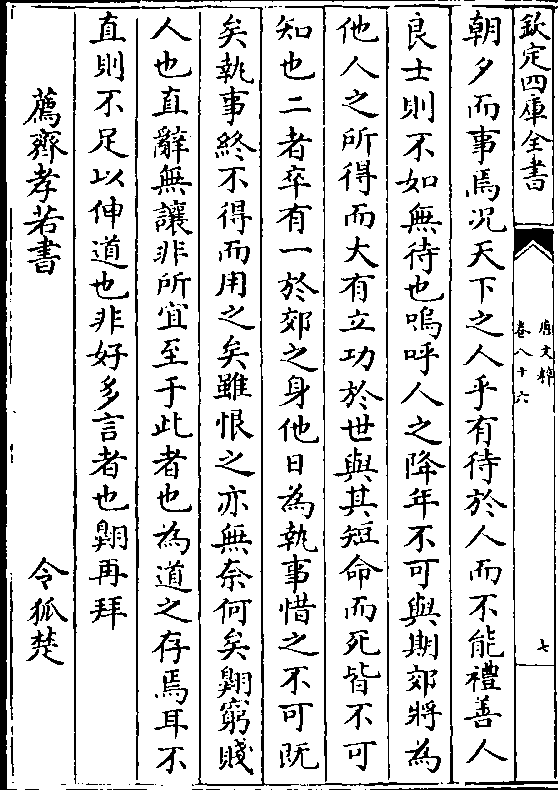 欽定四庫全書
唐文粹
卷八十六
七
朝夕而事焉况天下之人乎有待於人而不能禮善人
良士則不如無待也嗚呼人之降年不可與期郊將為
他人之所得而大有立功於世與其短命而死皆不可
知也二者卒有一於郊之身他日為執事惜之不可既
矣執事終不得而用之矣雖恨之亦無奈何矣翺窮賤
人也直辭無讓非所宜至于此者也為道之存焉耳不
直則不足以伸道也非好多言者也翺再拜
薦齊孝若書 令狐楚